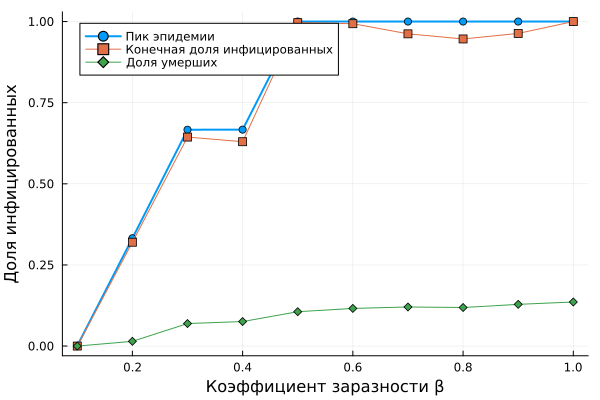 1.00
0.75
0.50
0.25
0.00
Доля инфицированных
Пик эпидемии
Конечная доля инфицированных
Доля умерших
0.2
0.4
0.6
0.8
1.0
Коэффициент заразности β